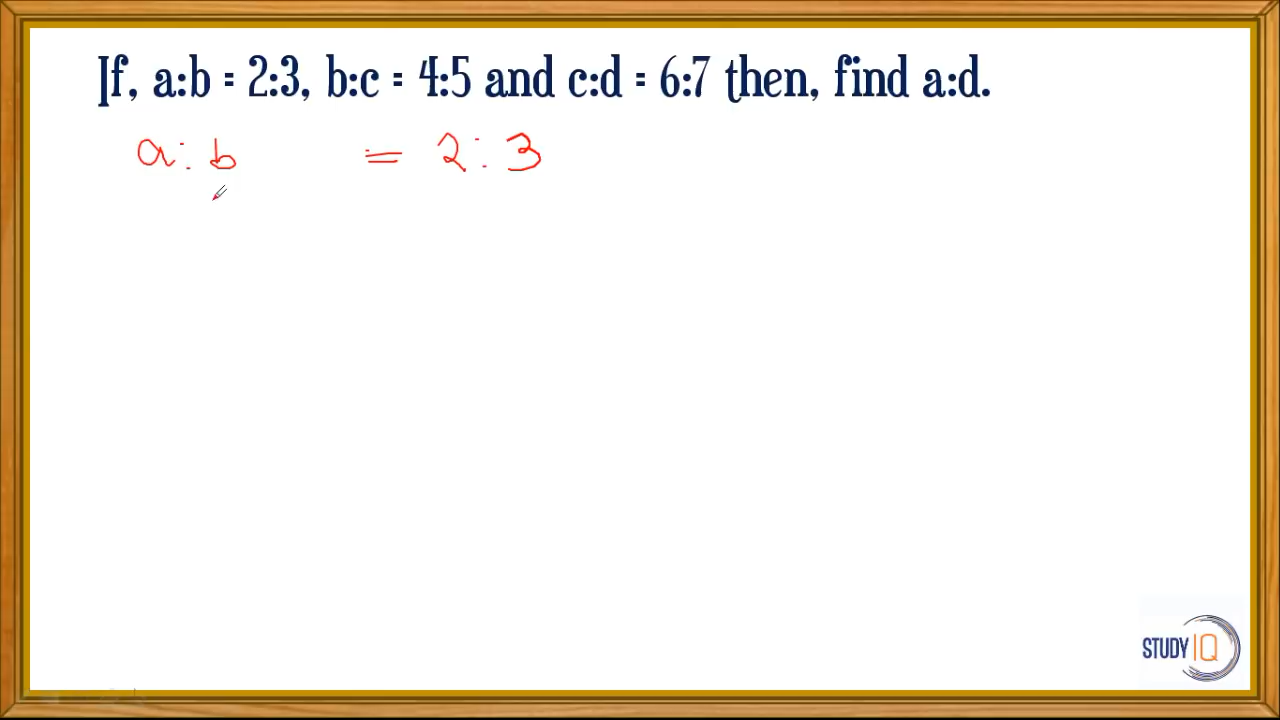 If, a:b = 2:3, b:c = 4:5 and c:d = 6:7 then, find a:d.
a : b = 2 : 3
STUDY IQ